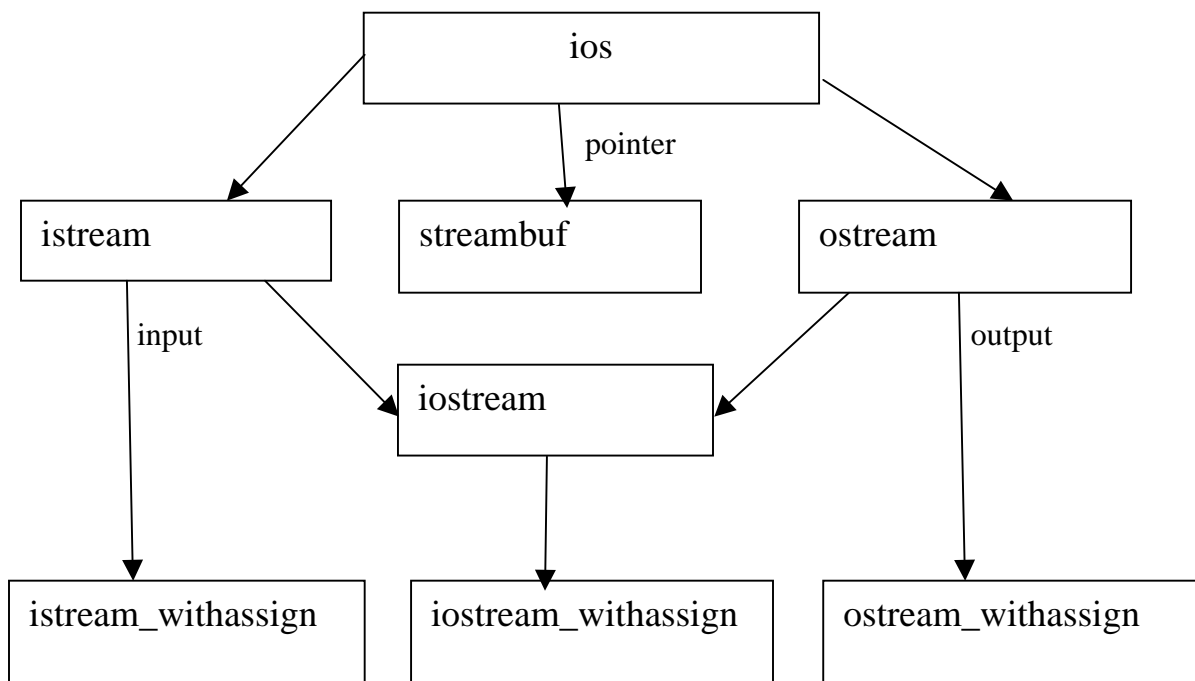 ios
pointer
istream
streambuf
ostream
input
output
iostream
istream_withassign
iostream_withassign
ostream_withassign